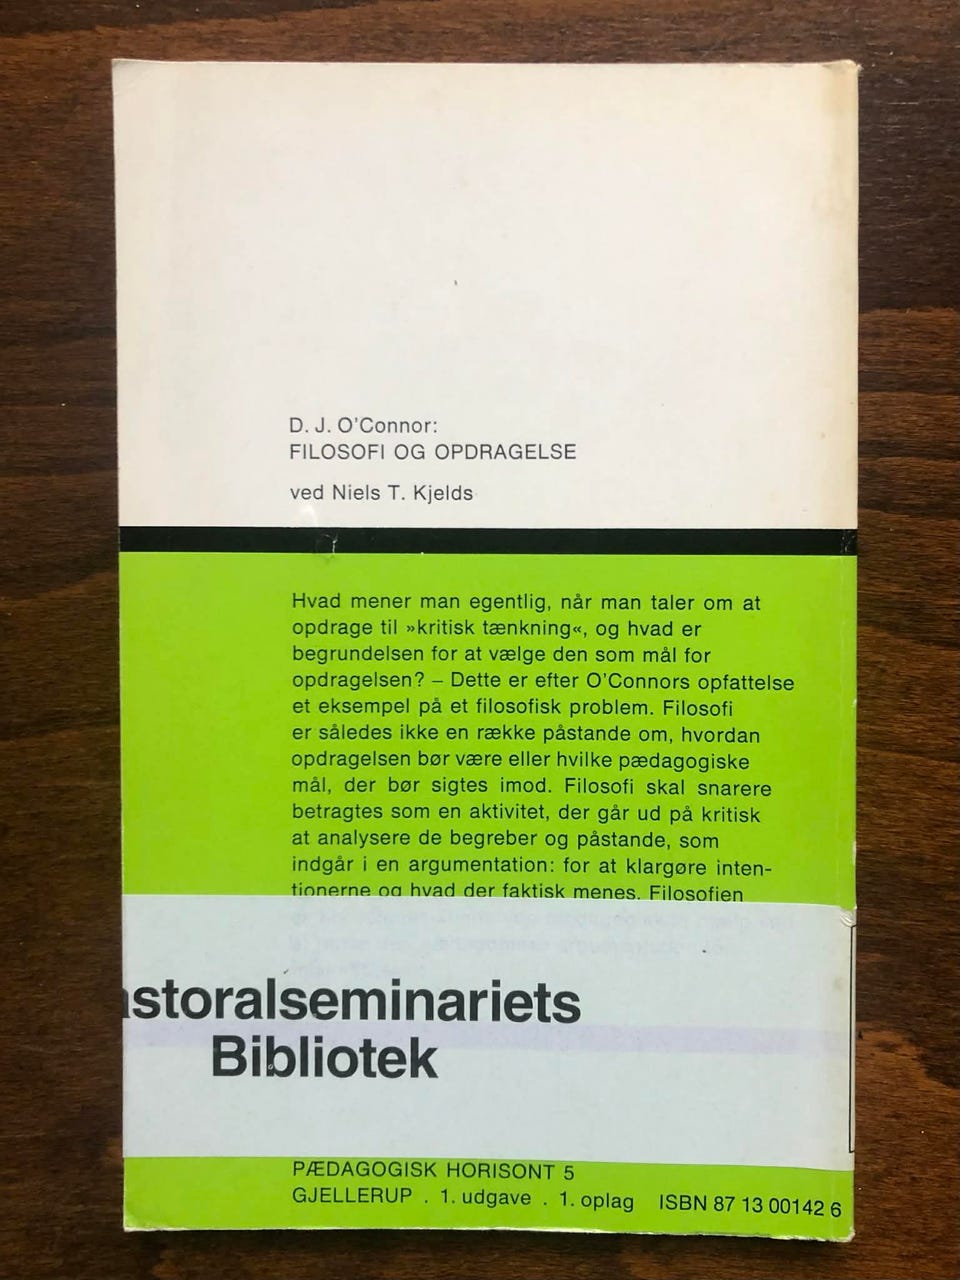 D. J. O'Connor:
FILOSOFI OG OPDRAGELSE
ved Niels T. Kjelds
Hvad mener man egentlig, når man taler om at
opdrage til »kritisk tænkning«, og hvad er
begrundelsen for at vælge den som mål for
opdragelsen? – Dette er efter O'Connors opfattelse
et eksempel på et filosofisk problem. Filosofi
er således ikke en række påstande om, hvordan
opdragelsen bør være eller hvilke pædagogiske
mål, der bør sigtes imod. Filosofi skal snarere
betragtes som en aktivitet, der går ud på kritisk
at analysere de begreber og påstande, som
indgår i en argumentation: for at klargøre inten-
tionerne og hvad der faktisk menes. Filosofien
astoralseminariets
Bibliotek
PÆDAGOGISK HORISONT 5
GJELLERUP . 1. udgave . 1. oplag ISBN 87 13 00142 6